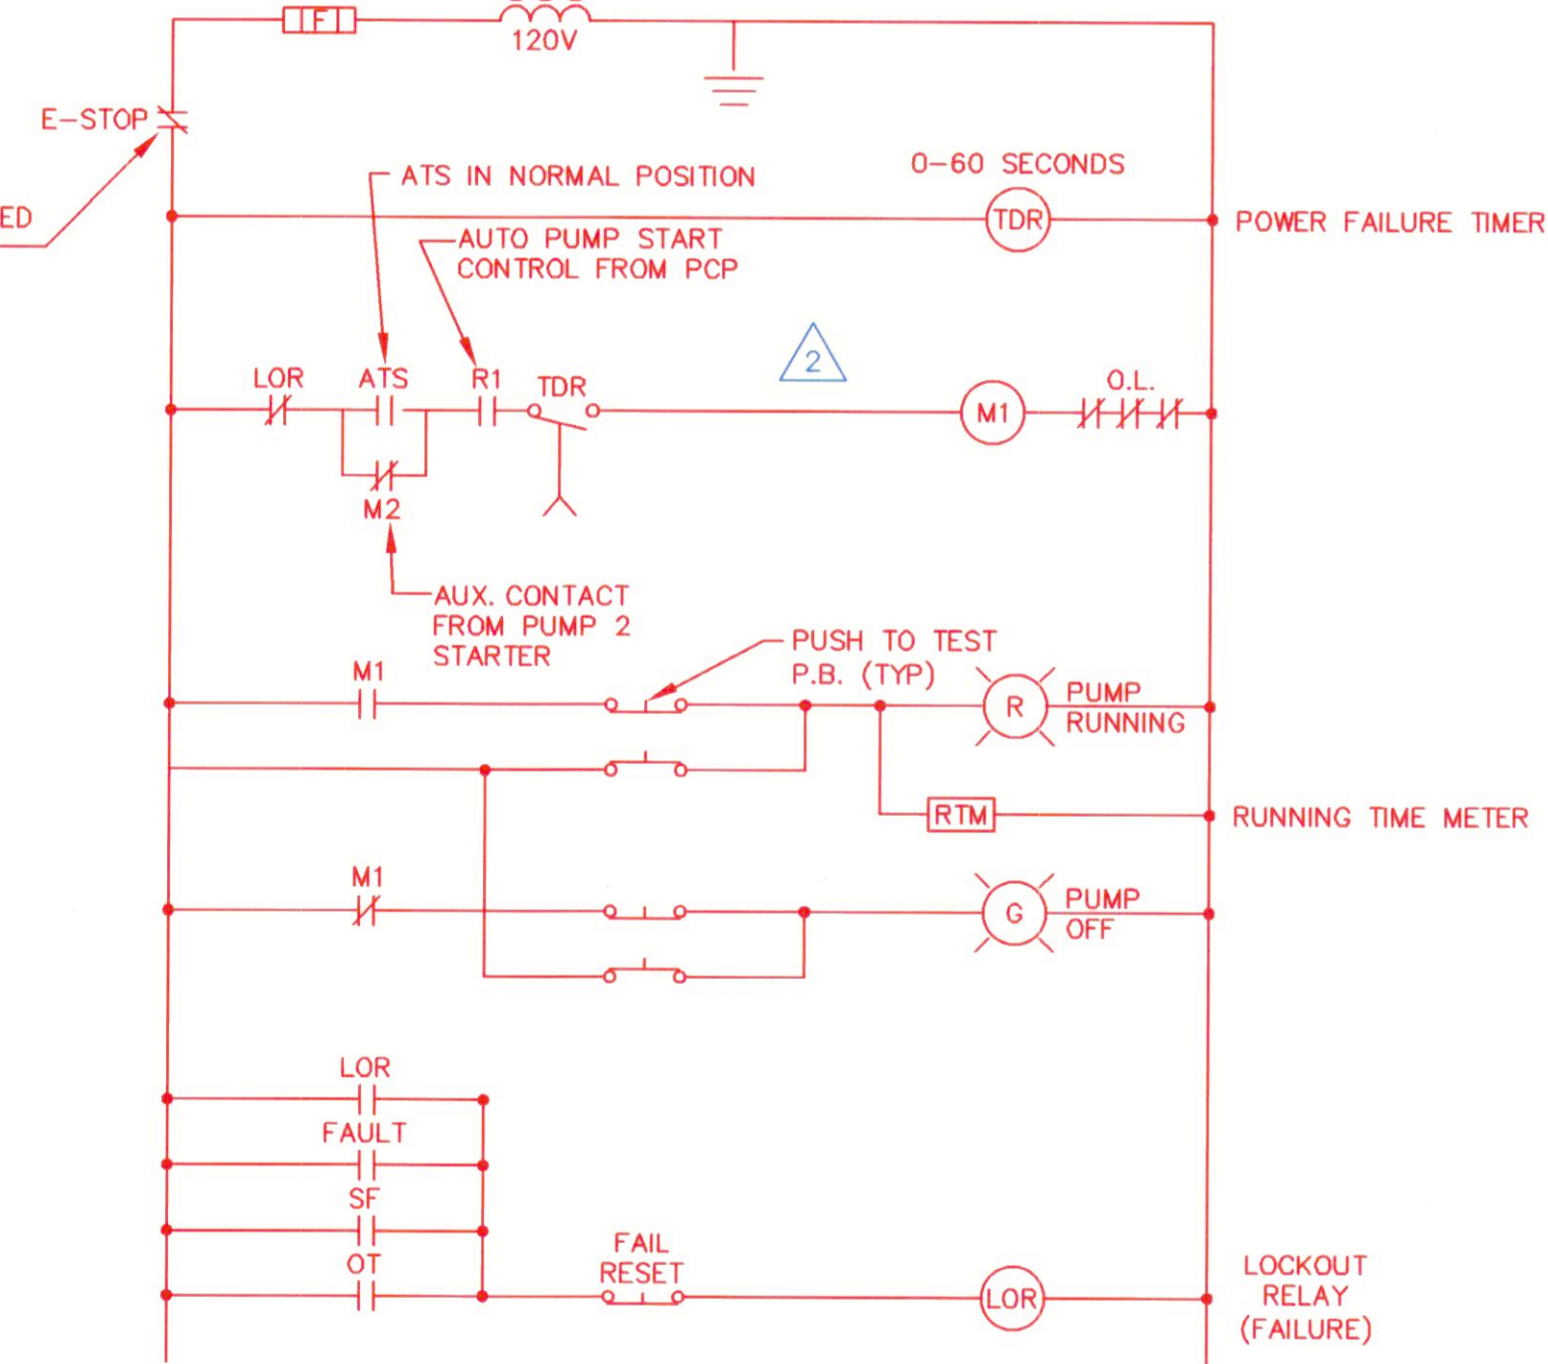 F
120V
E-STOP
ED
ATS IN NORMAL POSITION
0-60 SECONDS
TDR
POWER FAILURE TIMER
AUTO PUMP START
CONTROL FROM PCP
2
LOR
ATS
R1
TDR
M1
O.L.
M2
AUX. CONTACT
FROM PUMP 2
STARTER
PUSH TO TEST
P.B. (TYP)
M1
R
PUMP
RUNNING
RTM
RUNNING TIME METER
M1
G
PUMP
OFF
LOR
FAULT
SF
OT
FAIL
RESET
LOR
LOCKOUT
RELAY
(FAILURE)